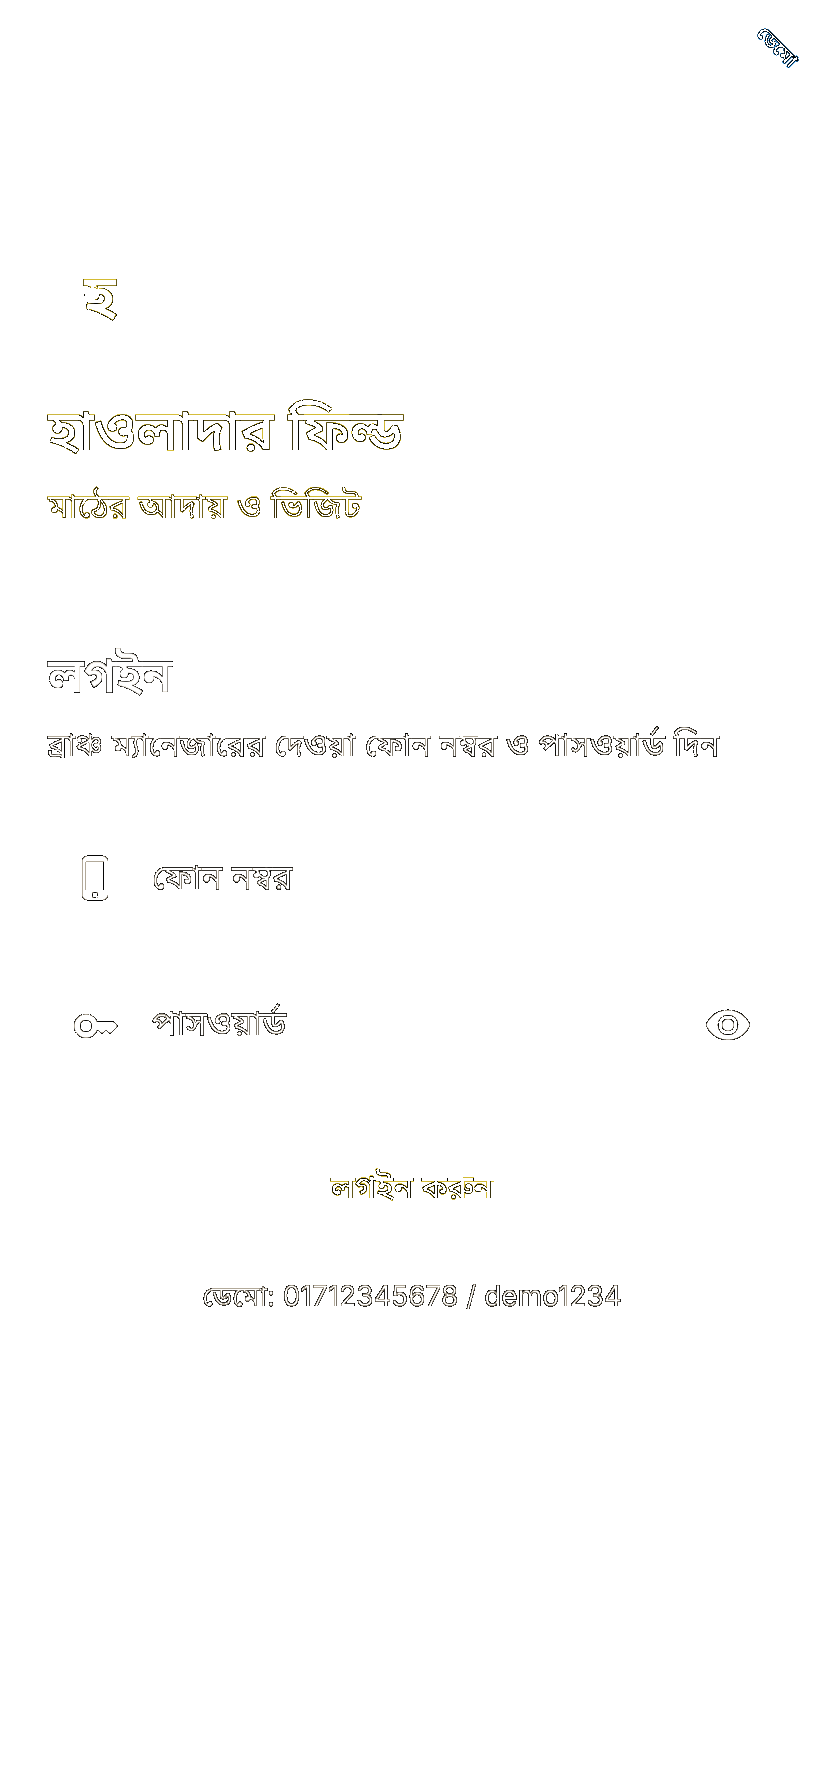 ডেমো
হ
হাওলাদার ফিল্ড
মাঠের আদায় ও ভিজিট
লগইন
ব্রাঞ্চ ম্যানেজারের দেওয়া ফোন নম্বর ও পাসওয়ার্ড দিন
ফোন নম্বর
পাসওয়ার্ড
লগইন করুন
ডেমো: 01712345678 / demo1234